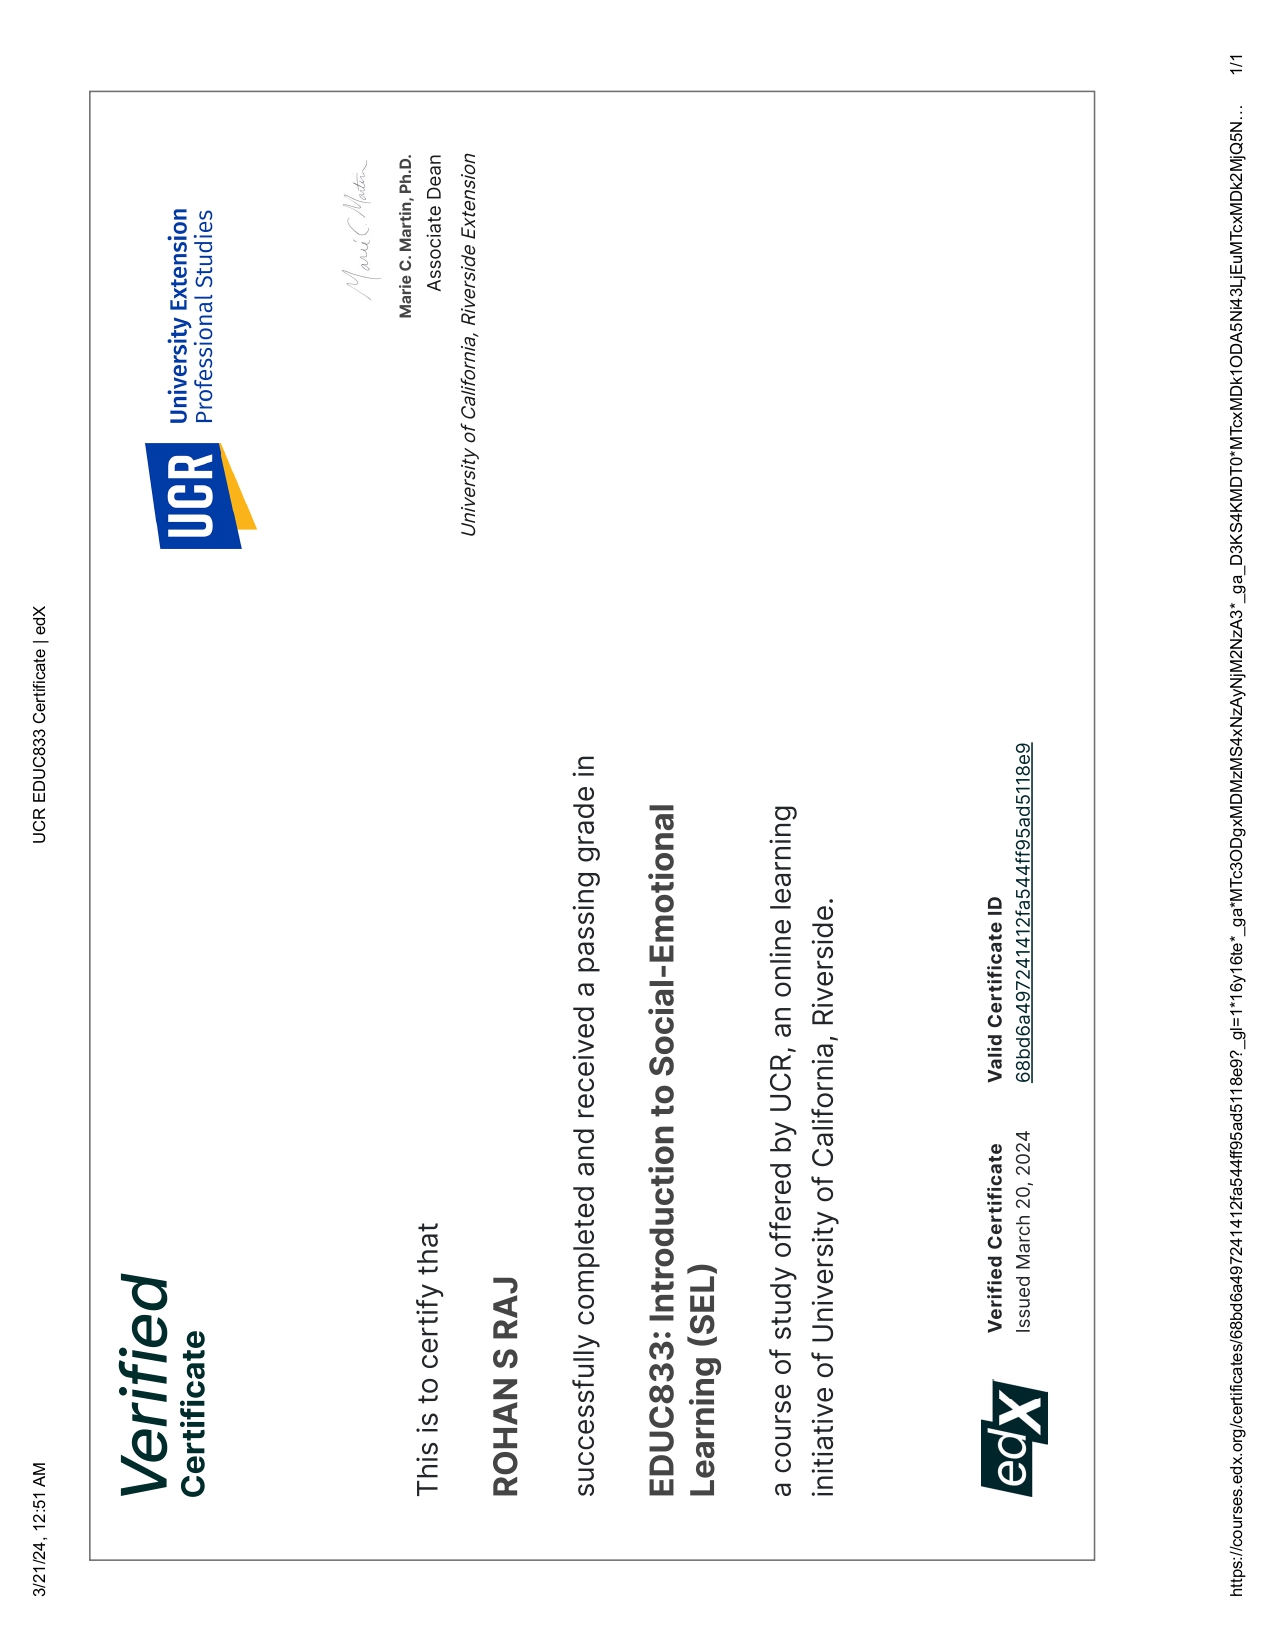 3/21/24, 12:51 AM
UCR EDUC833 Certificate | edX
Verified
Certificate
UCR
University Extension
Professional Studies
Marie C Martin
Marie C. Martin, Ph.D.
Associate Dean
University of California, Riverside Extension
This is to certify that
ROHAN S RAJ
successfully completed and received a passing grade in
EDUC833: Introduction to Social-Emotional
Learning (SEL)
a course of study offered by UCR, an online learning
initiative of University of California, Riverside.
edX
Verified Certificate
Issued March 20, 2024
Valid Certificate ID
68bd6a497241412fa544ff95ad5118e9
https://courses.edx.org/certificates/68bd6a497241412fa544ff95ad5118e9?_gl=1*16y16te*_ga*MTc3ODgxMDMzMS4xNzAyNjM2NzA3*_ga_D3KS4KMDT0*MTcxMDk1ODA5Ni43LjEuMTcxMDk2MjQ5N…
1/1